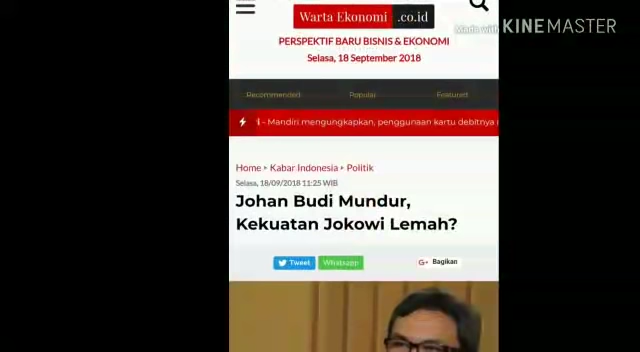 Warta Ekonomi .co.id
Made with KINEMASTER
PERSPEKTIF BARU BISNIS & EKONOMI
Selasa, 18 September 2018
Recommended Populai Featured
- Mandiri mengungkapkan, penggunaan kartu debitnya
Home Kabar Indonesia Politik
Selasa, 18/09/2018 11:25 WIB
Johan Budi Mundur,
Kekuatan Jokowi Lemah?
Tweet Whatsapp G+ Bagikan